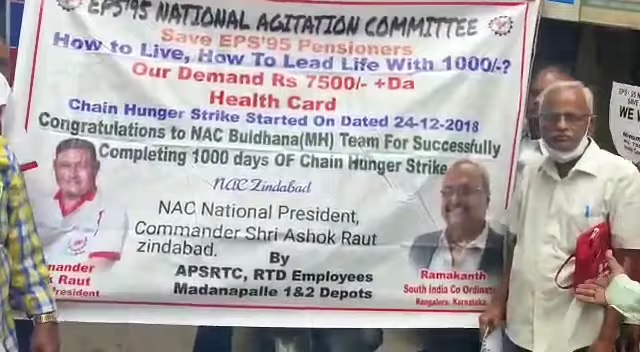 EPS'95 NATIONAL AGITATION COMMITTEE
Save EPS'95 Pensioners
How to Live, How To Lead Life With 1000/-?
Our Demand Rs 7500/- +Da
Health Card
Chain Hunger Strike Started On Dated 24-12-2018
Congratulations to NAC Buldhana(MH) Team For Successfully
Completing 1000 days OF Chain Hunger Strike
NAC Zindabad
NAC National President,
Commander Shri Ashok Raut
zindabad.
By
APSRTC, RTD Employees
Madanapalle 1&2 Depots
mander
k Raut
resident
Ramakanth
South India Co Ordinat
Bangalore, Karnataka
WE